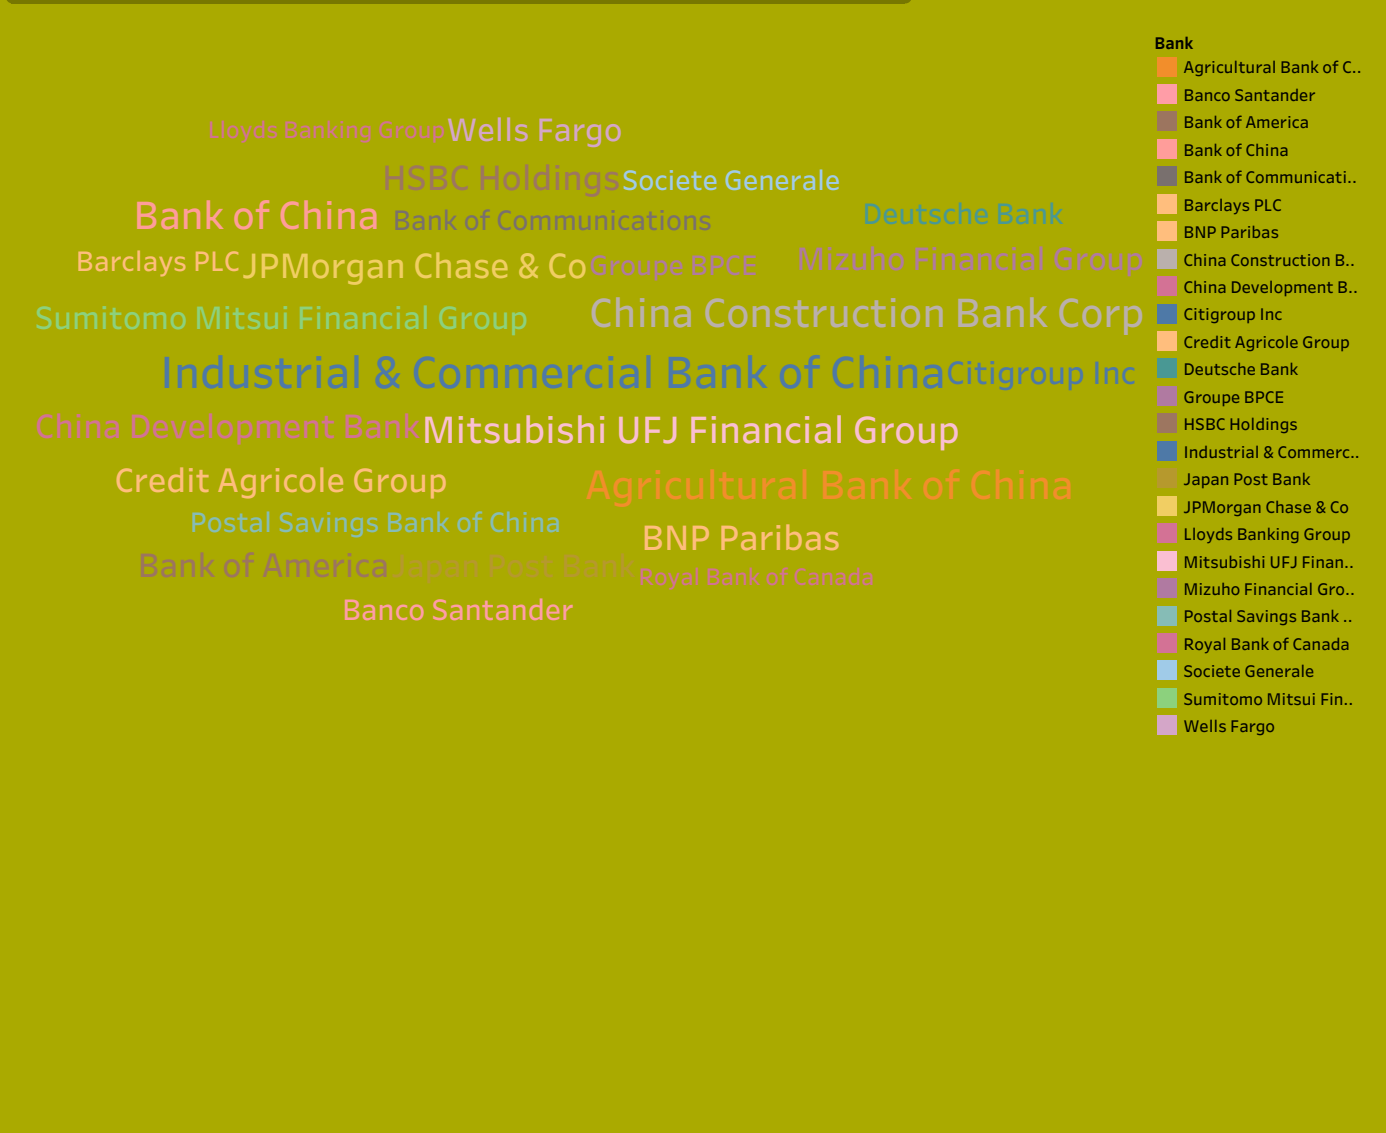 Lloyds Banking Group Wells Fargo
HSBC Holdings Societe Generale
Bank of China Bank of Communications Deutsche Bank
Barclays PLC JPMorgan Chase & Co Groupe BPCE Mizuho Financial Group
Sumitomo Mitsui Financial Group China Construction Bank Corp
Industrial & Commercial Bank of China Citigroup Inc
China Development Bank Mitsubishi UFJ Financial Group
Credit Agricole Group Agricultural Bank of China
Postal Savings Bank of China BNP Paribas
Bank of America Japan Post Bank Royal Bank of Canada
Banco Santander
Bank
Agricultural Bank of C..
Banco Santander
Bank of America
Bank of China
Bank of Communicati..
Barclays PLC
BNP Paribas
China Construction B..
China Development B..
Citigroup Inc
Credit Agricole Group
Deutsche Bank
Groupe BPCE
HSBC Holdings
Industrial & Commerc..
Japan Post Bank
JPMorgan Chase & Co
Lloyds Banking Group
Mitsubishi UFJ Finan..
Mizuho Financial Gro..
Postal Savings Bank ..
Royal Bank of Canada
Societe Generale
Sumitomo Mitsui Fin..
Wells Fargo